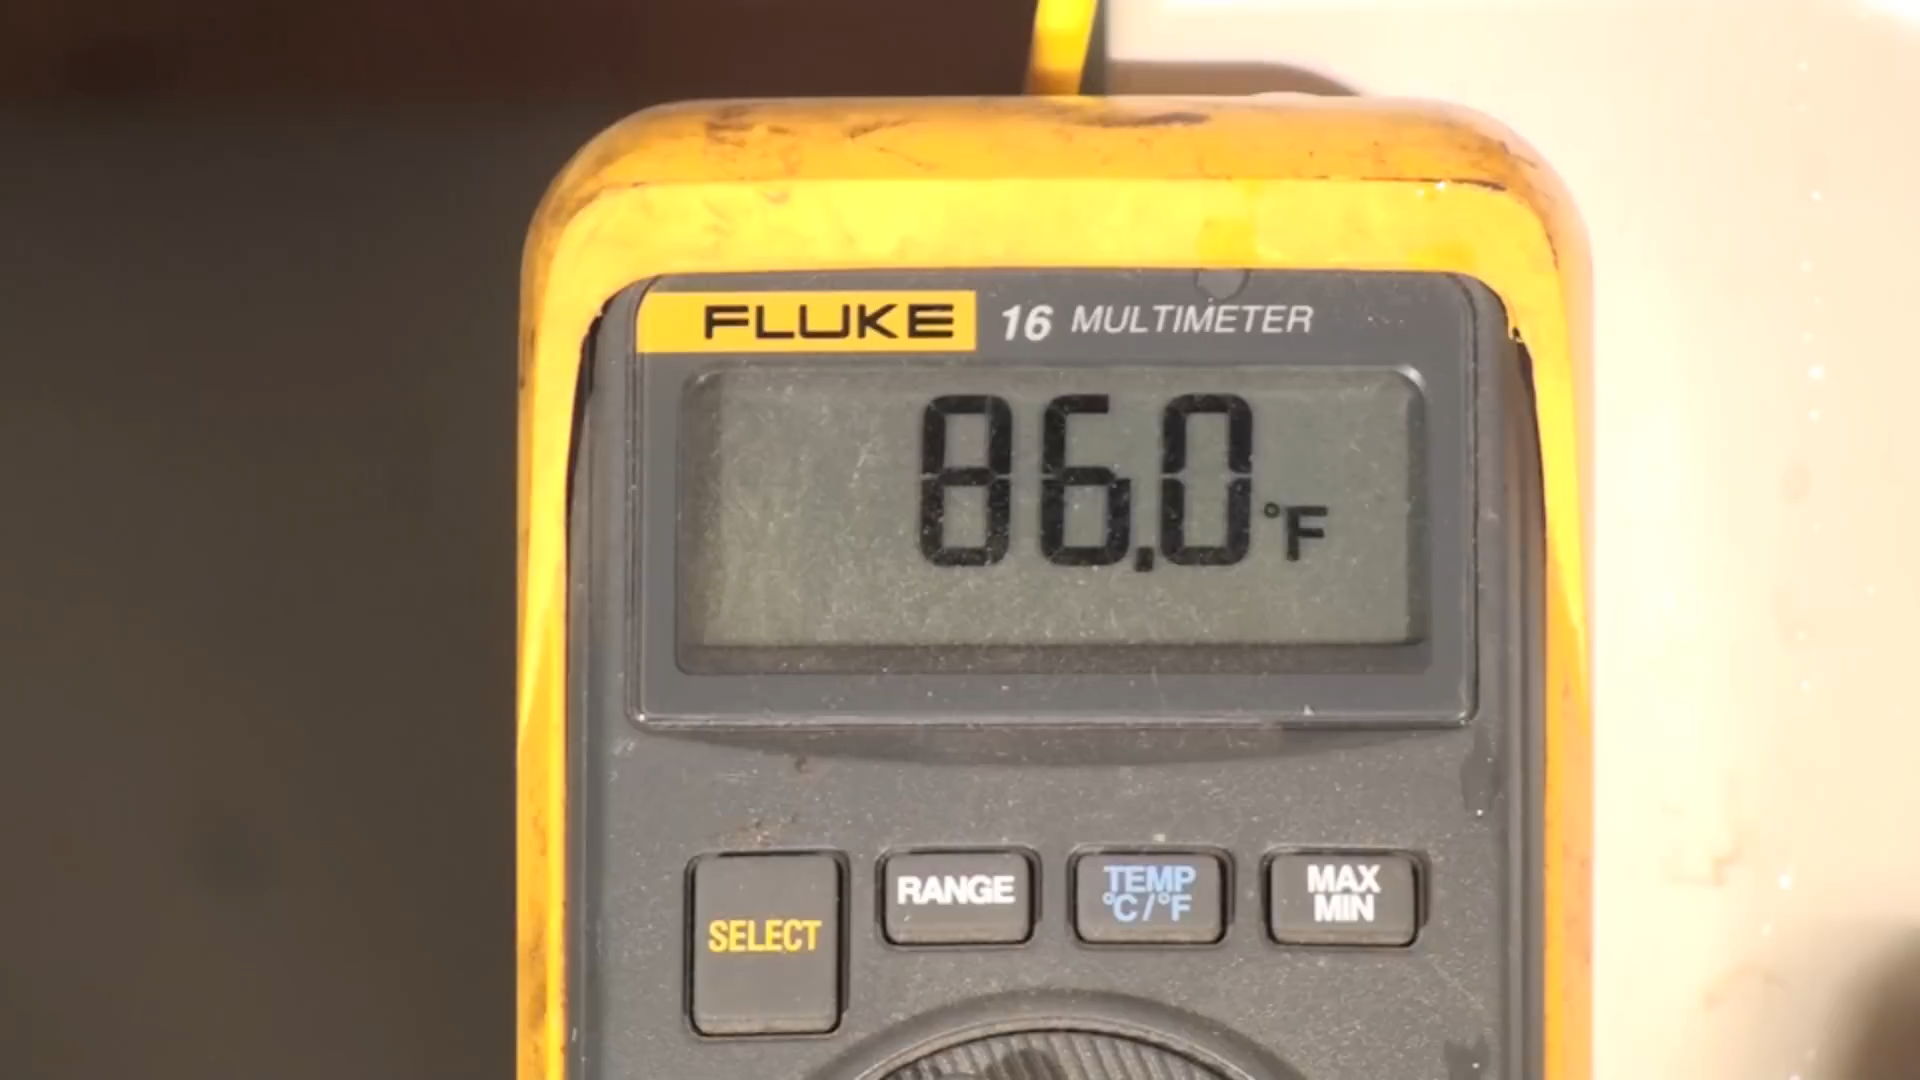 FLUKE 16 MULTIMETER
86.0 °F
SELECT
RANGE
TEMP
°C/°F
MAX
MIN